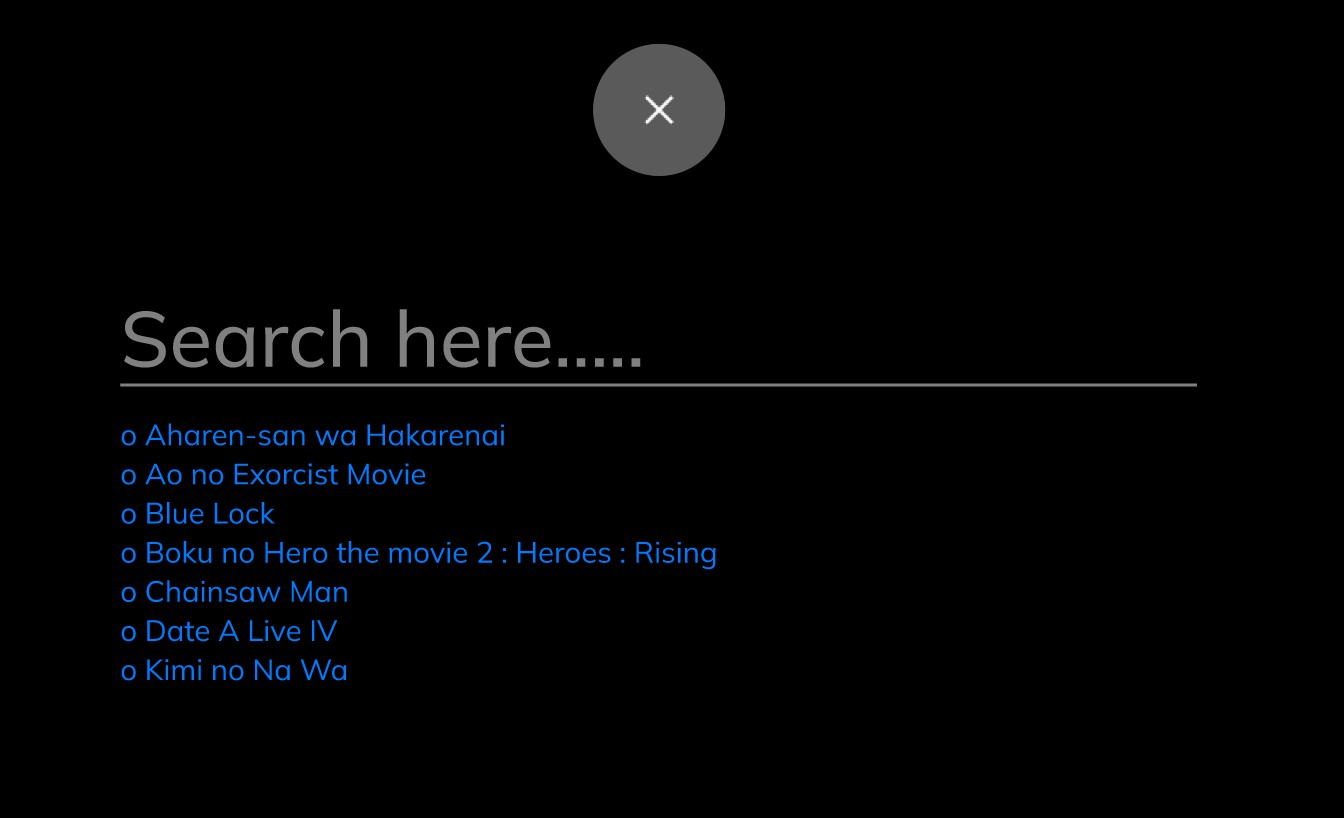 Search here.....
o Aharen-san wa Hakarenai
o Ao no Exorcist Movie
o Blue Lock
o Boku no Hero the movie 2 : Heroes : Rising
o Chainsaw Man
o Date A Live IV
o Kimi no Na Wa